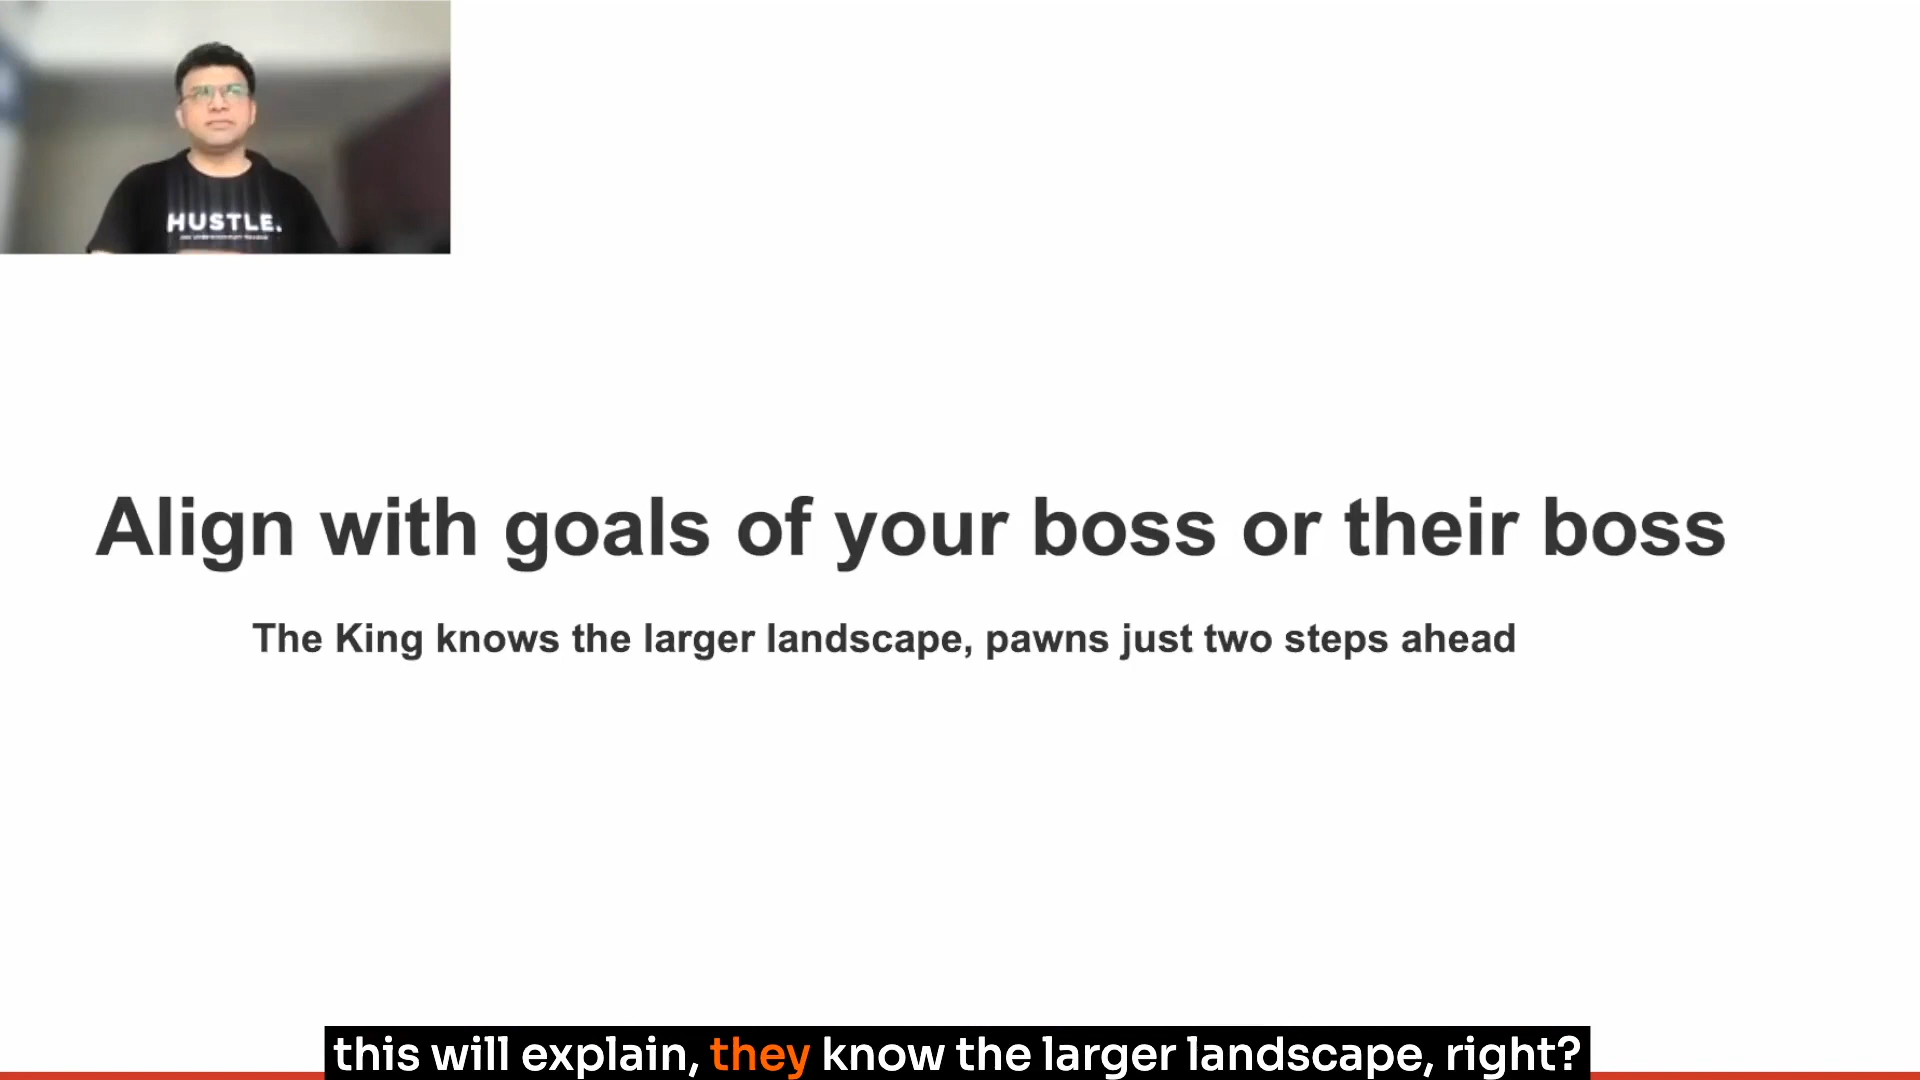 HUSTLE.
Align with goals of your boss or their boss
The King knows the larger landscape, pawns just two steps ahead
this will explain, they know the larger landscape, right?